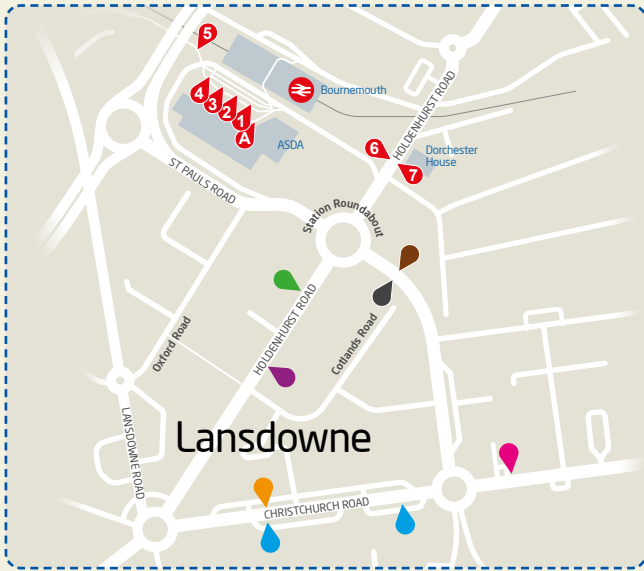 5
4
3
2
1
A
Bournemouth
ASDA
HOLDENHURST ROAD
6
7
Dorchester
House
ST PAULS ROAD
Station Roundabout
Oxford Road
HOLDENHURST ROAD
Cotlands Road
LANSDOWNE ROAD
Lansdowne
CHRISTCHURCH ROAD